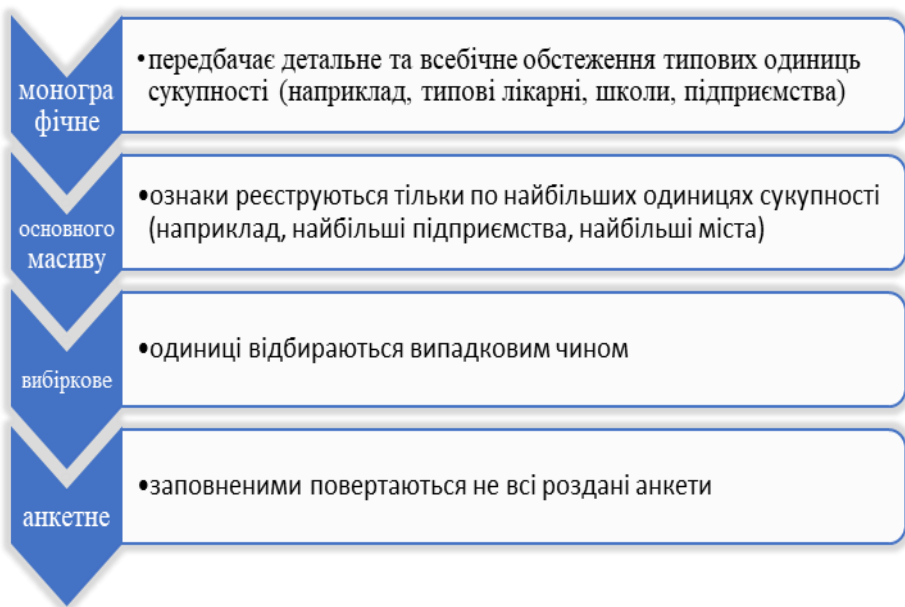 моногра
фічне
•передбачає детальне та всебічне обстеження типових одиниць
сукупності (наприклад, типові лікарні, школи, підприємства)
основного
масиву
•ознаки реєструються тільки по найбільших одиницях сукупності
(наприклад, найбільші підприємства, найбільші міста)
вибіркове
•одиниці відбираються випадковим чином
анкетне
•заповненими повертаються не всі роздані анкети